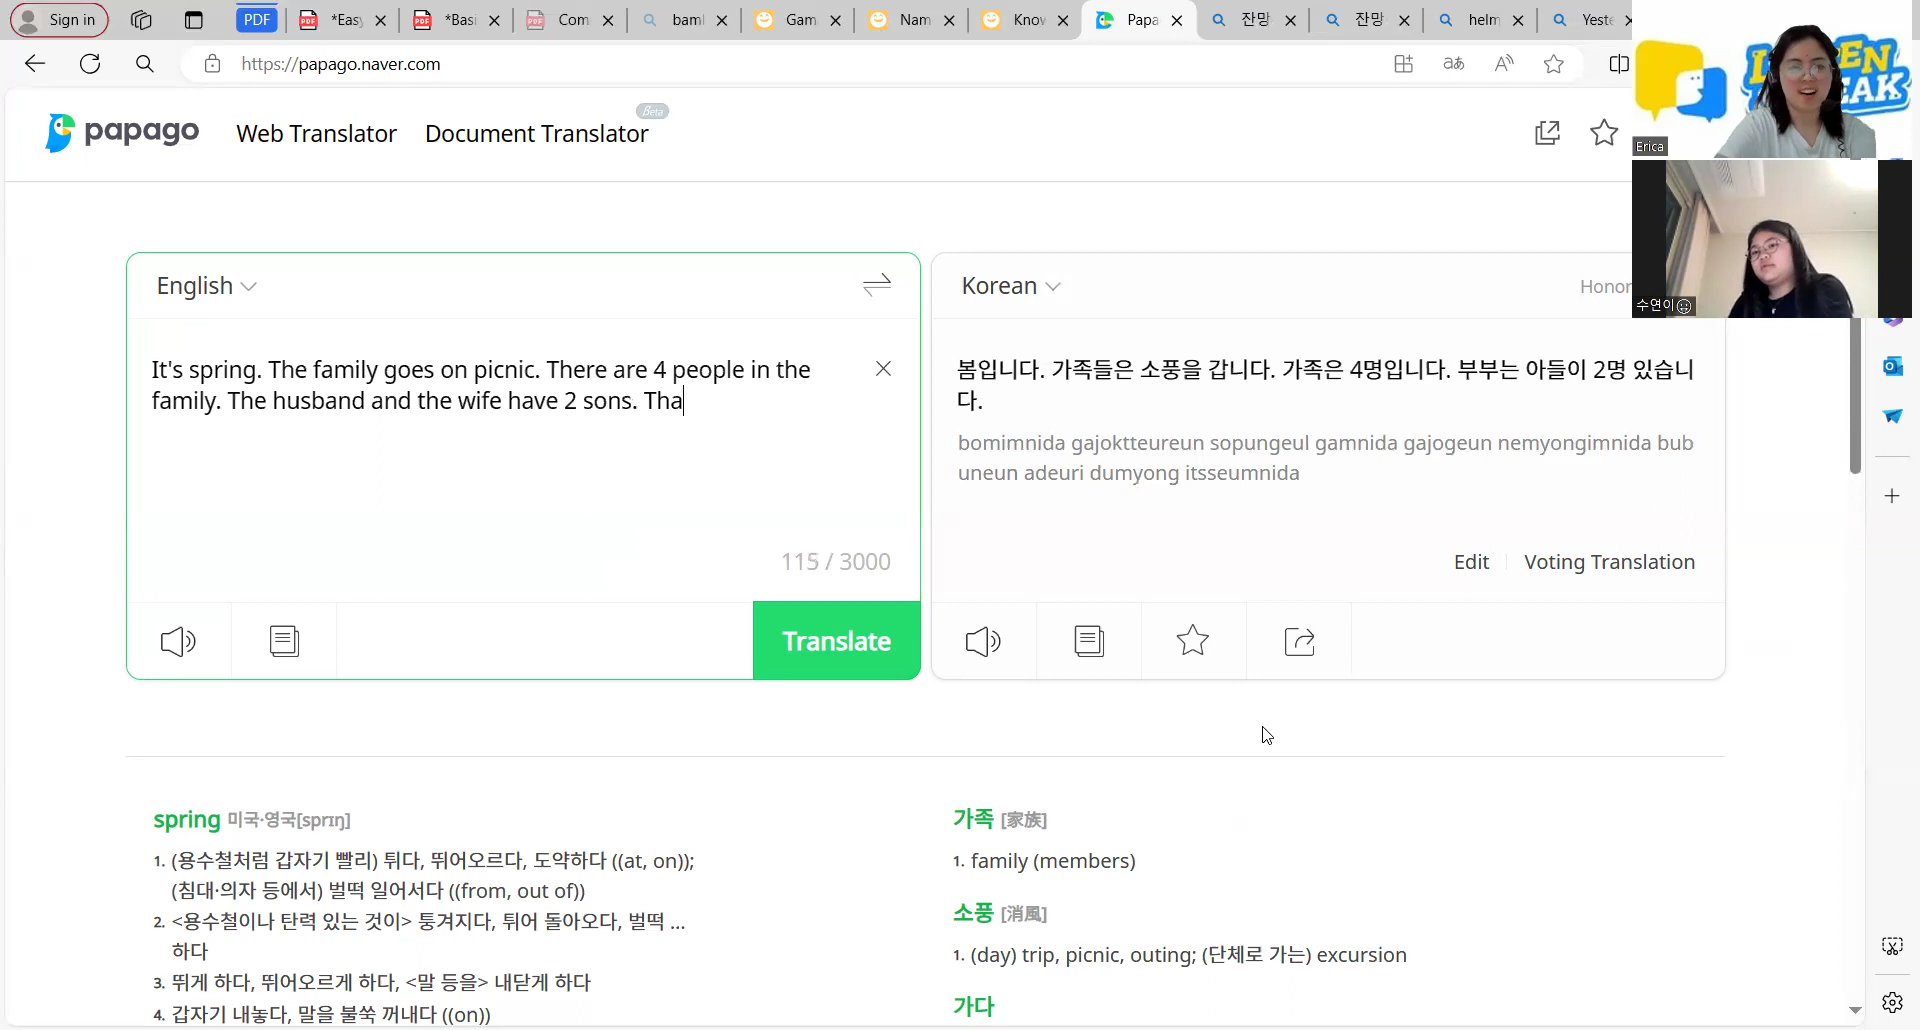 Sign in
PDF
*Easy
*Basi
Com
baml
Gam
Nam
Know
Papa
잔망
잔망
helm
Yeste
https://papago.naver.com
papago
Web Translator
Document Translator
Beta
Erica
수연이
English
It's spring. The family goes on picnic. There are 4 people in the
family. The husband and the wife have 2 sons. Tha
115 / 3000
Translate
Korean
Honor
봄입니다. 가족들은 소풍을 갑니다. 가족은 4명입니다. 부부는 아들이 2명 있습니
다.
bomimnida gajoktteureun sopungeul gamnida gajogeun nemyongimnida bub
uneun adeuri dumyong itsseumnida
Edit
Voting Translation
spring 미국·영국[sprɪŋ]
1. (용수철처럼 갑자기 빨리) 튀다, 뛰어오르다, 도약하다 ((at, on));
(침대·의자 등에서) 벌떡 일어서다 ((from, out of))
2. <용수철이나 탄력 있는 것이> 퉁겨지다, 튀어 돌아오다, 벌떡 ...
하다
3. 뛰게 하다, 뛰어오르게 하다, <말 등을> 내닫게 하다
4. 갑자기 내놓다, 말을 불쑥 꺼내다 ((on))
가족 [家族]
1. family (members)
소풍 [消風]
1. (day) trip, picnic, outing; (단체로 가는) excursion
가다